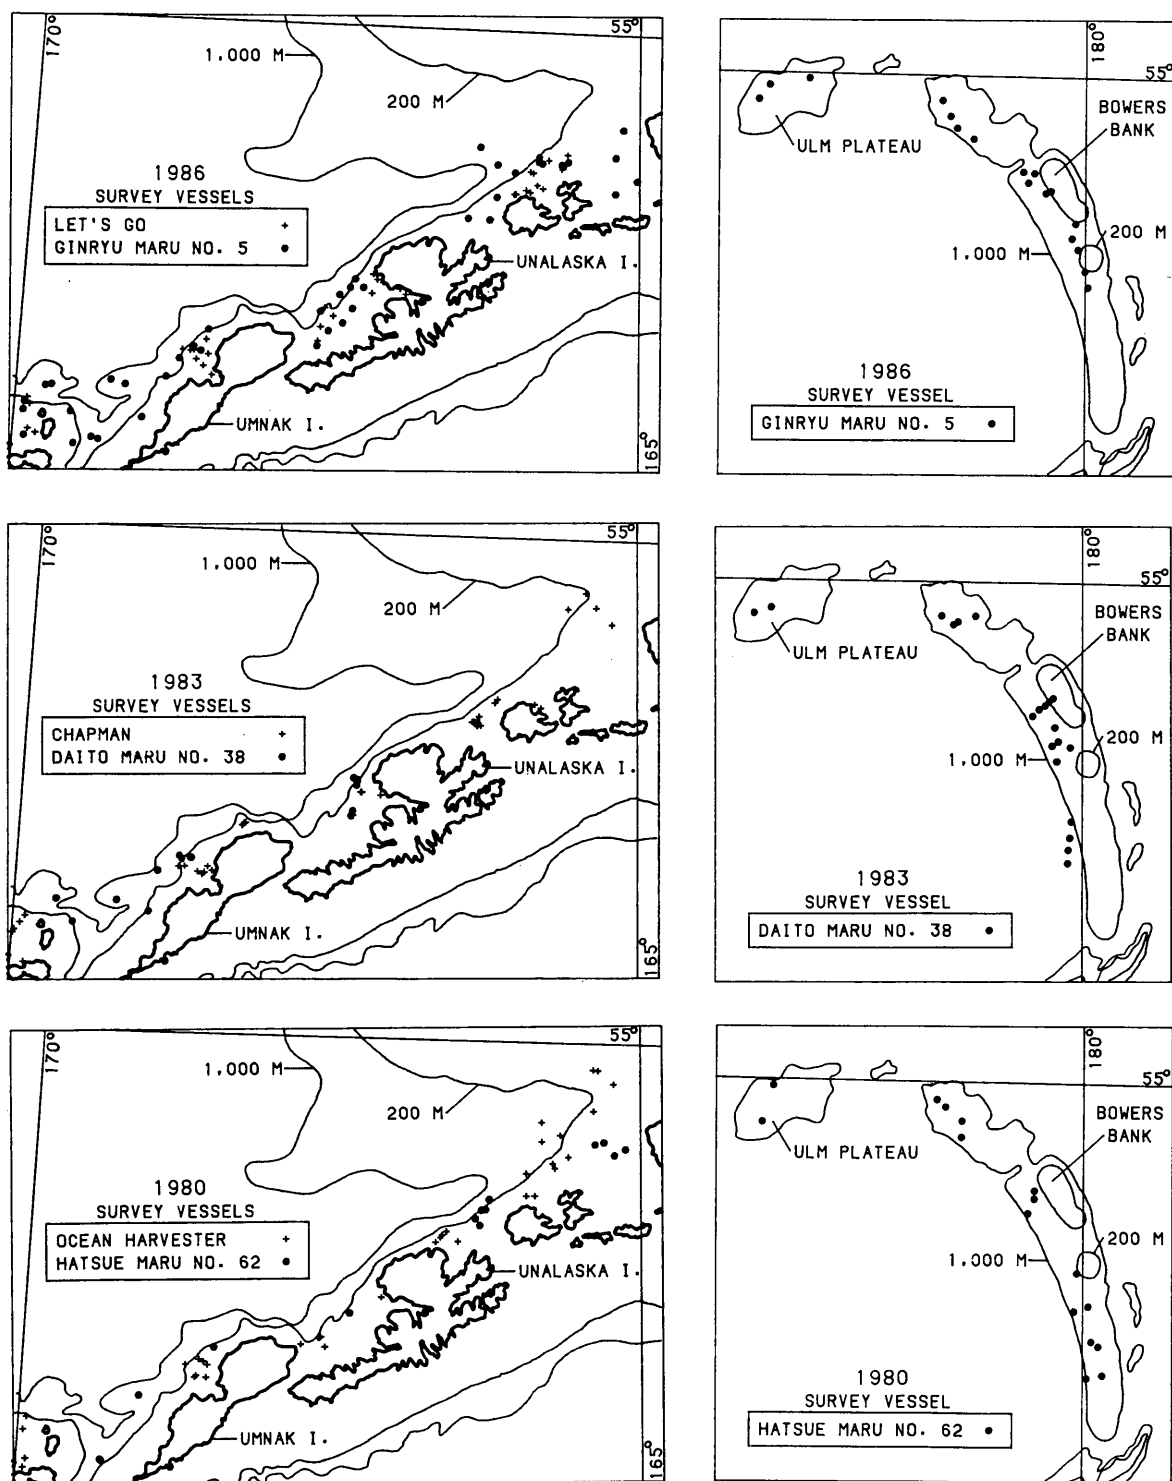 170°
55°
1,000 M
200 M
1986
SURVEY VESSELS
LET'S GO +
GINRYU MARU NO. 5 •
UNALASKA I.
UMNAK I.
165°
180°
55°
BOWERS
BANK
ULM PLATEAU
200 M
1,000 M
1986
SURVEY VESSEL
GINRYU MARU NO. 5 •
170°
55°
1,000 M
200 M
1983
SURVEY VESSELS
CHAPMAN +
DAITO MARU NO. 38 •
UNALASKA I.
UMNAK I.
165°
180°
55°
BOWERS
BANK
ULM PLATEAU
200 M
1,000 M
1983
SURVEY VESSEL
DAITO MARU NO. 38 •
170°
55°
1,000 M
200 M
1980
SURVEY VESSELS
OCEAN HARVESTER +
HATSUE MARU NO. 62 •
UNALASKA I.
UMNAK I.
165°
180°
55°
BOWERS
BANK
ULM PLATEAU
200 M
1,000 M
1980
SURVEY VESSEL
HATSUE MARU NO. 62 •